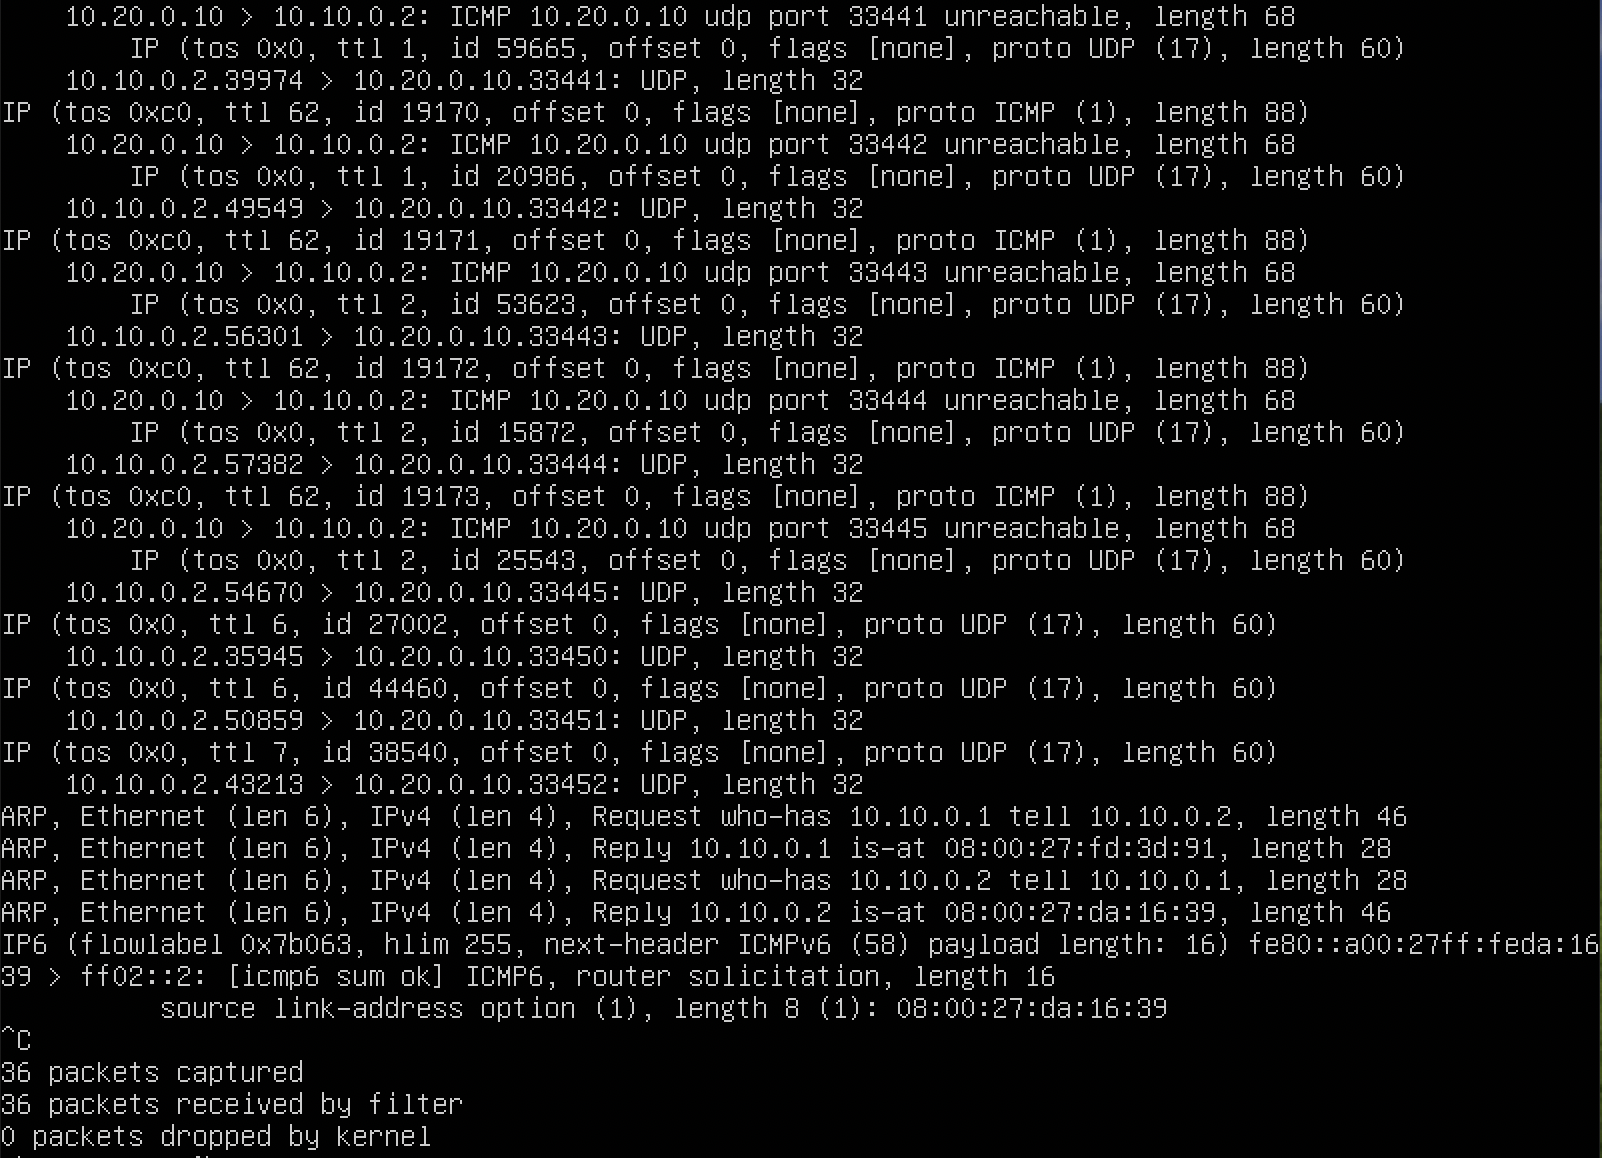 10.20.0.10 > 10.10.0.2: ICMP 10.20.0.10 udp port 33441 unreachable, length 68
IP (tos 0x0, ttl 1, id 59665, offset 0, flags [none], proto UDP (17), length 60)
10.10.0.2.39974 > 10.20.0.10.33441: UDP, length 32
IP (tos 0xc0, ttl 62, id 19170, offset 0, flags [none], proto ICMP (1), length 88)
10.20.0.10 > 10.10.0.2: ICMP 10.20.0.10 udp port 33442 unreachable, length 68
IP (tos 0x0, ttl 1, id 20986, offset 0, flags [none], proto UDP (17), length 60)
10.10.0.2.49549 > 10.20.0.10.33442: UDP, length 32
IP (tos 0xc0, ttl 62, id 19171, offset 0, flags [none], proto ICMP (1), length 88)
10.20.0.10 > 10.10.0.2: ICMP 10.20.0.10 udp port 33443 unreachable, length 68
IP (tos 0x0, ttl 2, id 53623, offset 0, flags [none], proto UDP (17), length 60)
10.10.0.2.56301 > 10.20.0.10.33443: UDP, length 32
IP (tos 0xc0, ttl 62, id 19172, offset 0, flags [none], proto ICMP (1), length 88)
10.20.0.10 > 10.10.0.2: ICMP 10.20.0.10 udp port 33444 unreachable, length 68
IP (tos 0x0, ttl 2, id 15872, offset 0, flags [none], proto UDP (17), length 60)
10.10.0.2.57382 > 10.20.0.10.33444: UDP, length 32
IP (tos 0xc0, ttl 62, id 19173, offset 0, flags [none], proto ICMP (1), length 88)
10.20.0.10 > 10.10.0.2: ICMP 10.20.0.10 udp port 33445 unreachable, length 68
IP (tos 0x0, ttl 2, id 25543, offset 0, flags [none], proto UDP (17), length 60)
10.10.0.2.54670 > 10.20.0.10.33445: UDP, length 32
IP (tos 0x0, ttl 6, id 27002, offset 0, flags [none], proto UDP (17), length 60)
10.10.0.2.35945 > 10.20.0.10.33450: UDP, length 32
IP (tos 0x0, ttl 6, id 44460, offset 0, flags [none], proto UDP (17), length 60)
10.10.0.2.50859 > 10.20.0.10.33451: UDP, length 32
IP (tos 0x0, ttl 7, id 38540, offset 0, flags [none], proto UDP (17), length 60)
10.10.0.2.43213 > 10.20.0.10.33452: UDP, length 32
ARP, Ethernet (len 6), IPv4 (len 4), Request who-has 10.10.0.1 tell 10.10.0.2, length 46
ARP, Ethernet (len 6), IPv4 (len 4), Reply 10.10.0.1 is-at 08:00:27:fd:3d:91, length 28
ARP, Ethernet (len 6), IPv4 (len 4), Request who-has 10.10.0.2 tell 10.10.0.1, length 28
ARP, Ethernet (len 6), IPv4 (len 4), Reply 10.10.0.2 is-at 08:00:27:da:16:39, length 46
IP6 (flowlabel 0x7b063, hlim 255, next-header ICMPv6 (58) payload length: 16) fe80::a00:27ff:feda:16
39 > ff02::2: [icmp6 sum ok] ICMP6, router solicitation, length 16
source link-address option (1), length 8 (1): 08:00:27:da:16:39
^C
36 packets captured
36 packets received by filter
0 packets dropped by kernel